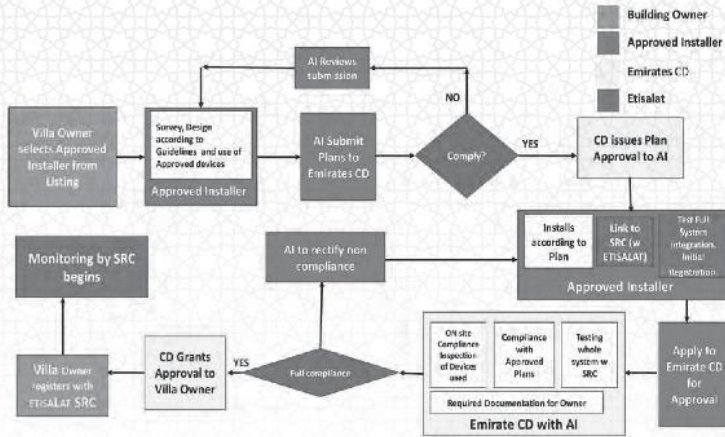 Building Owner
Approved Installer
Emirates CD
Etisalat
AI Reviews
submission
NO
Villa Owner
selects Approved
Installer from
Listing
Survey, Design
according to
Guidelines and use of
Approved devices
Approved Installer
AI Submit
Plans to
Emirates CD
Comply?
YES
CD issues Plan
Approval to AI
Installs
according to
Plan
Link to
SRC (w
ETISALAT)
Test Full
System
Integration.
Initial
Registration
Approved Installer
AI to rectify non
compliance
Monitoring by SRC
begins
Villa Owner
registers with
ETISALAT SRC
CD Grants
Approval to
Villa Owner
YES
Full compliance
ON site
Compliance
Inspection
of Devices
used
Compliance
with
Approved
Plans
Testing
whole
system w
SRC
Required Documentation for Owner
Emirate CD with AI
Apply to
Emirate CD
for
Approval